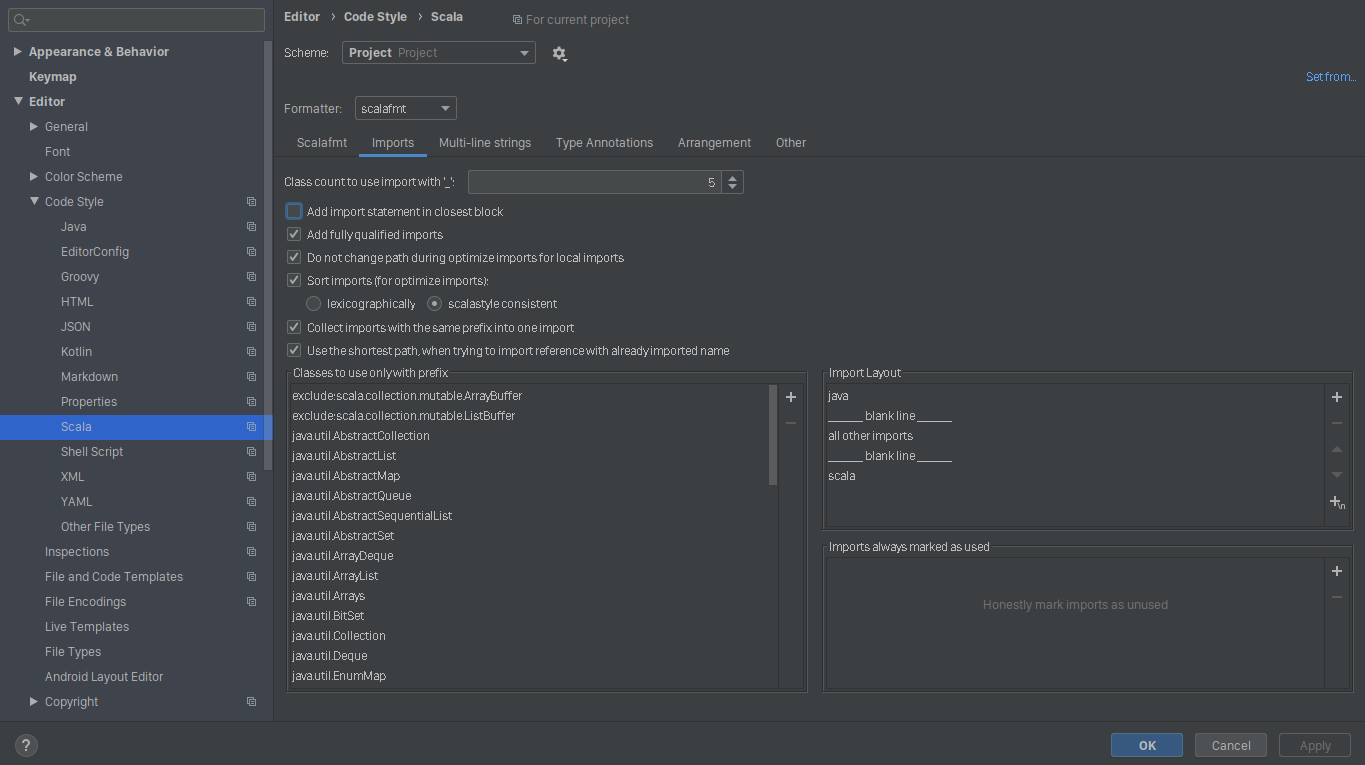 Appearance & Behavior
Keymap
Editor
General
Font
Color Scheme
Code Style
Java
EditorConfig
Groovy
HTML
JSON
Kotlin
Markdown
Properties
Scala
Shell Script
XML
YAML
Other File Types
Inspections
File and Code Templates
File Encodings
Live Templates
File Types
Android Layout Editor
Copyright
?
Editor › Code Style › Scala
For current project
Scheme: Project Project
Set from...
Formatter: scalafmt
Scalafmt Imports Multi-line strings Type Annotations Arrangement Other
Class count to use import with '_': 5
Add import statement in closest block
Add fully qualified imports
Do not change path during optimize imports for local imports
Sort imports (for optimize imports):
lexicographically scalastyle consistent
Collect imports with the same prefix into one import
Use the shortest path, when trying to import reference with already imported name
Classes to use only with prefix
exclude:scala.collection.mutable.ArrayBuffer
exclude:scala.collection.mutable.ListBuffer
java.util.AbstractCollection
java.util.AbstractList
java.util.AbstractMap
java.util.AbstractQueue
java.util.AbstractSequentialList
java.util.AbstractSet
java.util.ArrayDeque
java.util.ArrayList
java.util.Arrays
java.util.BitSet
java.util.Collection
java.util.Deque
java.util.EnumMap
Import Layout
java
______ blank line ______
all other imports
______ blank line ______
scala
+\n
Imports always marked as used
Honestly mark imports as unused
OK Cancel Apply